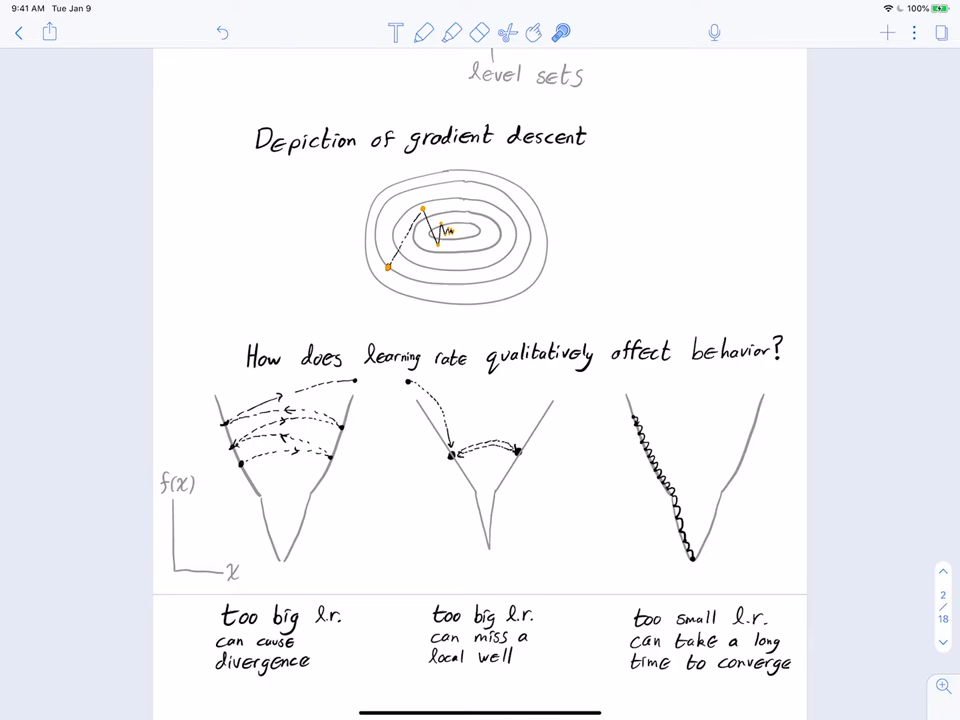 9:41 AM Tue Jan 9
100%
T
level sets
Depiction of gradient descent
How does learning rate qualitatively affect behavior?
f(x)
x
too big l.r.
can cause
divergence
too big l.r.
can miss a
local well
too small l.r.
can take a long
time to converge
2
/
18